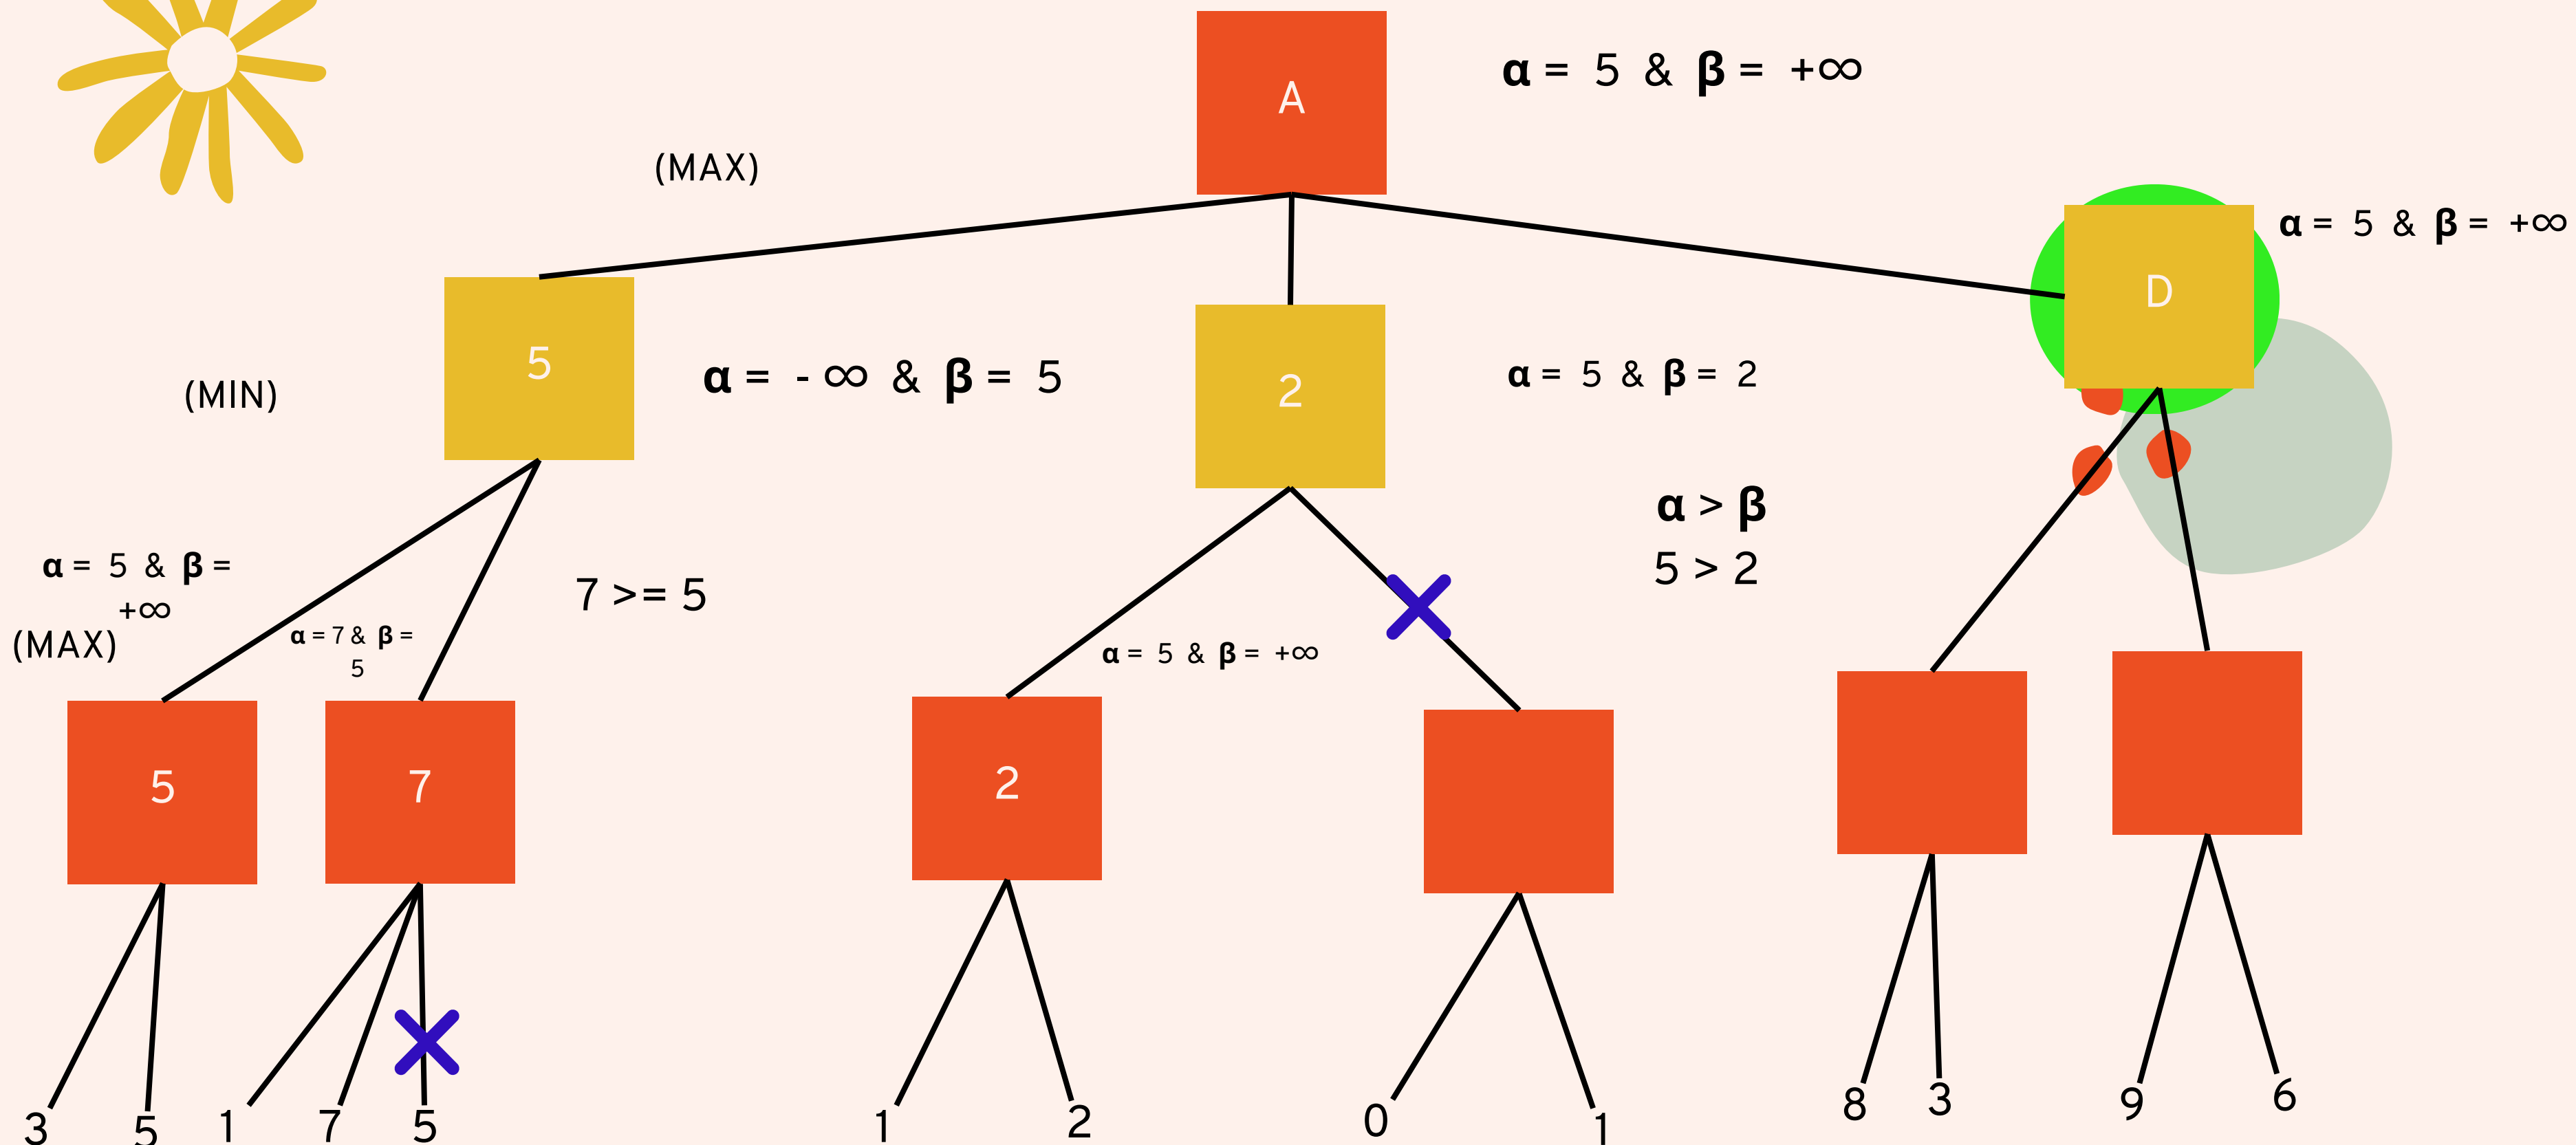 A
α = 5 & β = +∞
(MAX)
D
α = 5 & β = +∞
5
(MIN)
α = - ∞ & β = 5
2
α = 5 & β = 2
α > β
5 > 2
α = 5 & β =
+∞
(MAX)
α = 7 & β =
5
7 >= 5
α = 5 & β = +∞
5
7
2
3
5
1
7
5
1
2
0
1
8
3
9
6